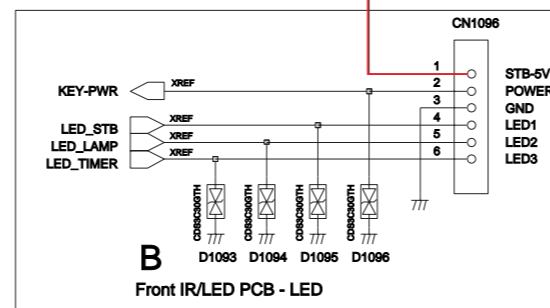 CN1096
1 STB-5V
KEY-PWR XREF 2 POWER
3 GND
LED_STB XREF 4 LED1
LED_LAMP XREF 5 LED2
LED_TIMER XREF 6 LED3
CDS3C30GTH CDS3C30GTH CDS3C30GTH CDS3C30GTH
D1093 D1094 D1095 D1096
B
Front IR/LED PCB - LED